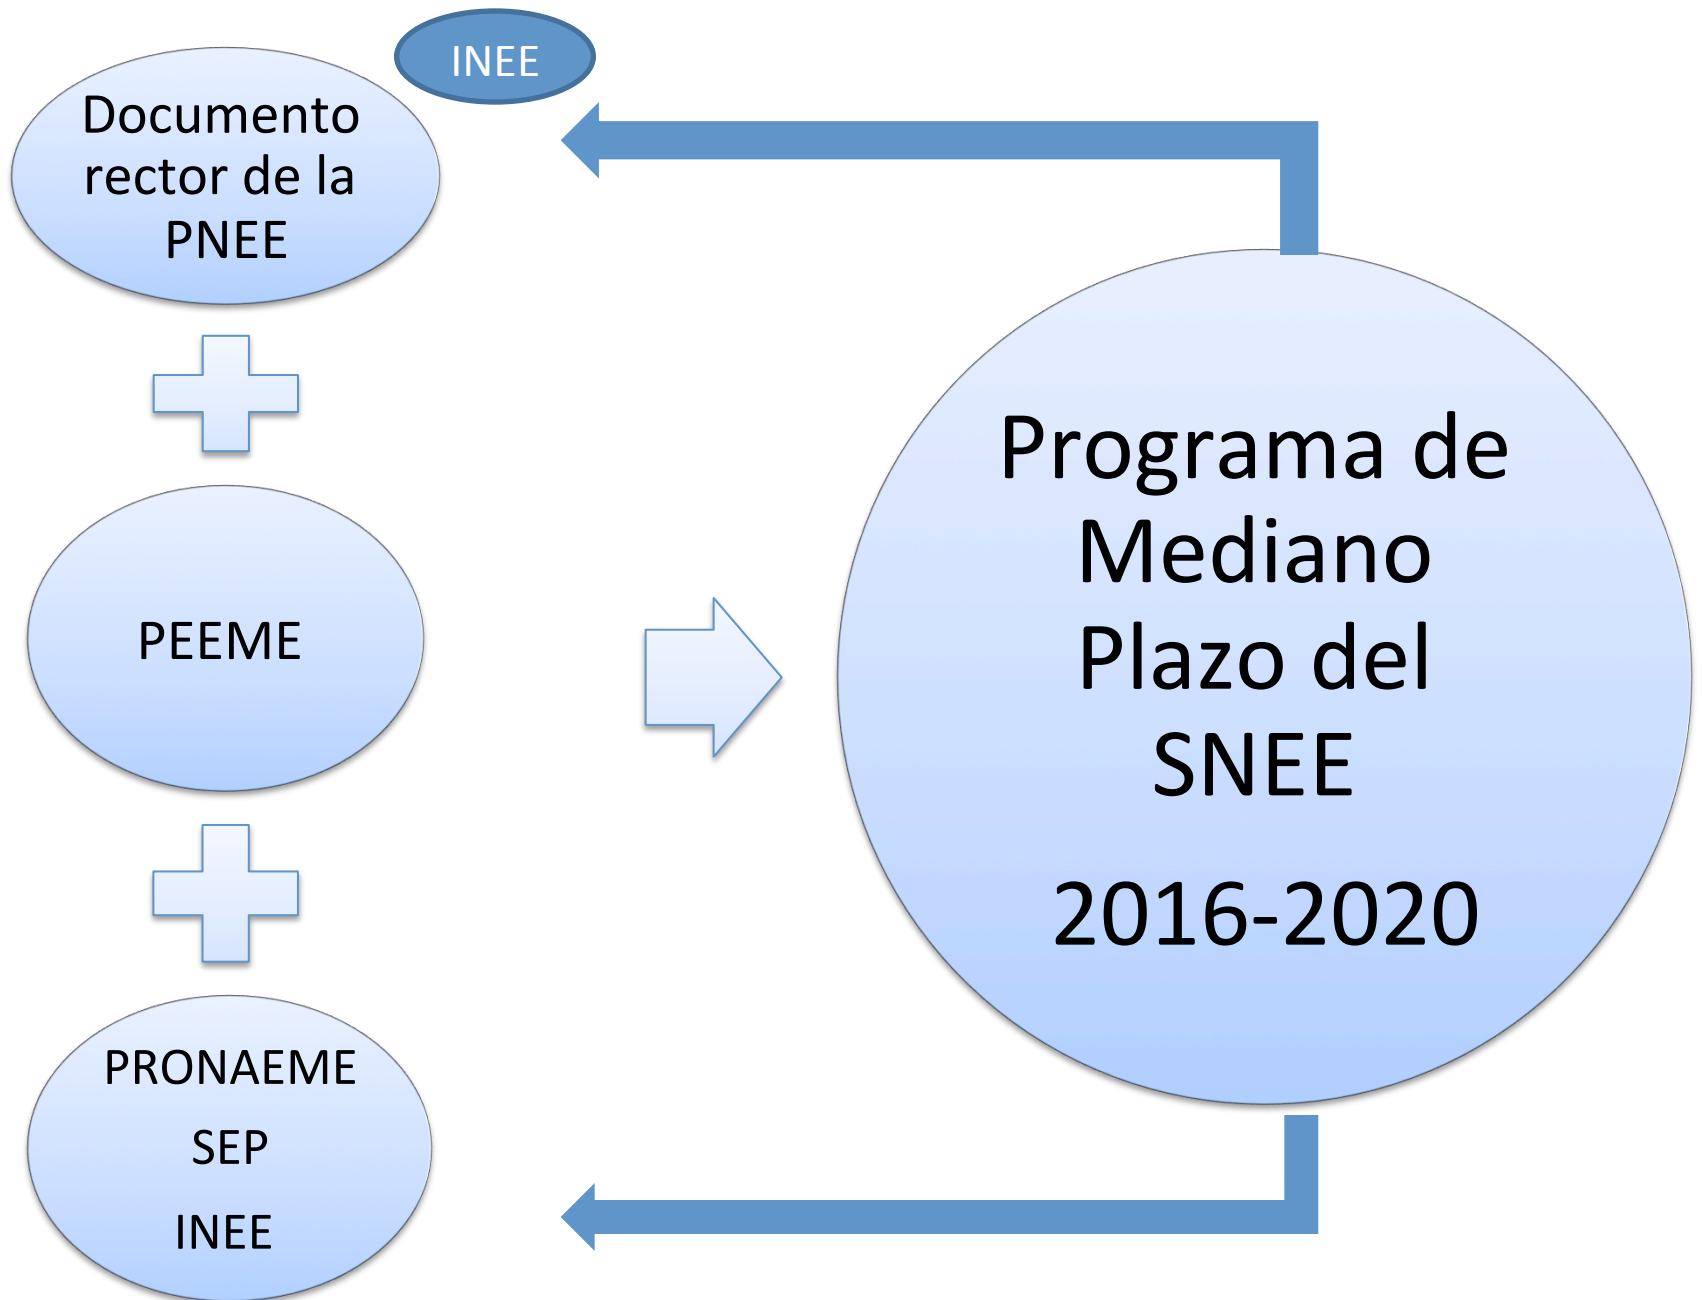 INEE
Documento
rector de la
PNEE
PEEME
PRONAEME
SEP
INEE
Programa de
Mediano
Plazo del
SNEE
2016-2020